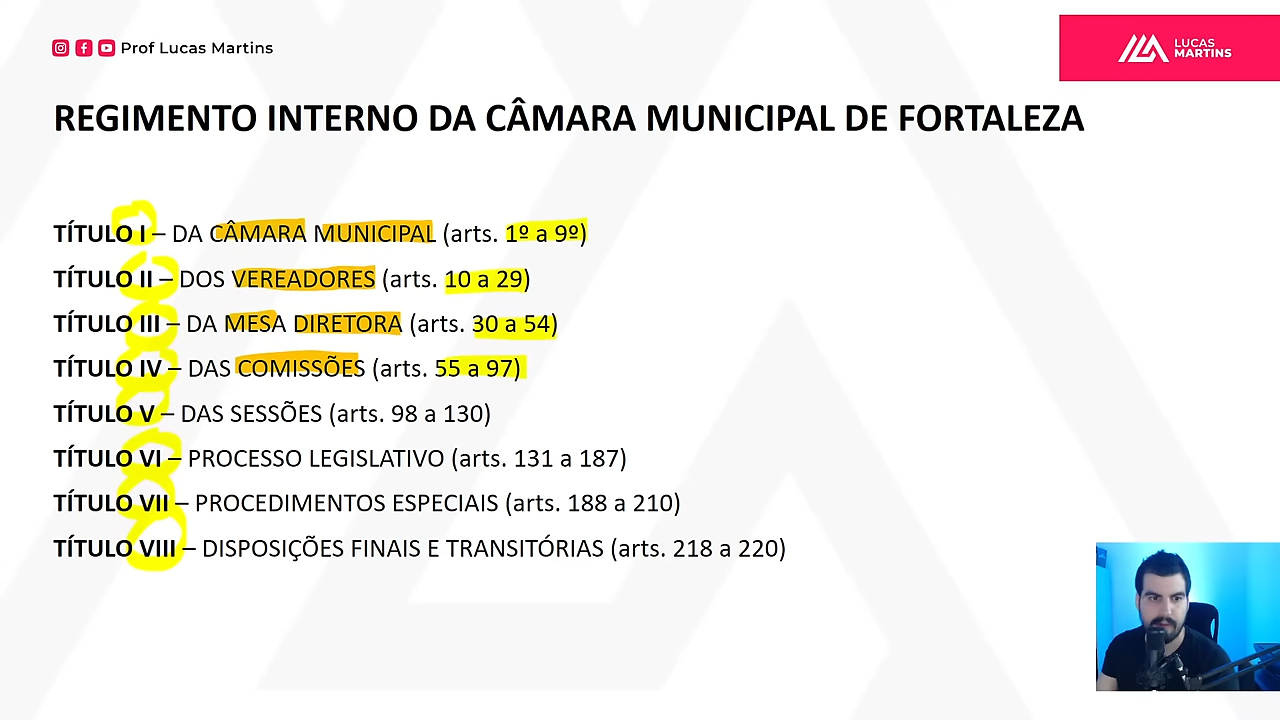 Prof Lucas Martins
LUCAS
MARTINS
REGIMENTO INTERNO DA CÂMARA MUNICIPAL DE FORTALEZA
TÍTULO I – DA CÂMARA MUNICIPAL (arts. 1º a 9º)
TÍTULO II – DOS VEREADORES (arts. 10 a 29)
TÍTULO III – DA MESA DIRETORA (arts. 30 a 54)
TÍTULO IV – DAS COMISSÕES (arts. 55 a 97)
TÍTULO V – DAS SESSÕES (arts. 98 a 130)
TÍTULO VI – PROCESSO LEGISLATIVO (arts. 131 a 187)
TÍTULO VII – PROCEDIMENTOS ESPECIAIS (arts. 188 a 210)
TÍTULO VIII – DISPOSIÇÕES FINAIS E TRANSITÓRIAS (arts. 218 a 220)